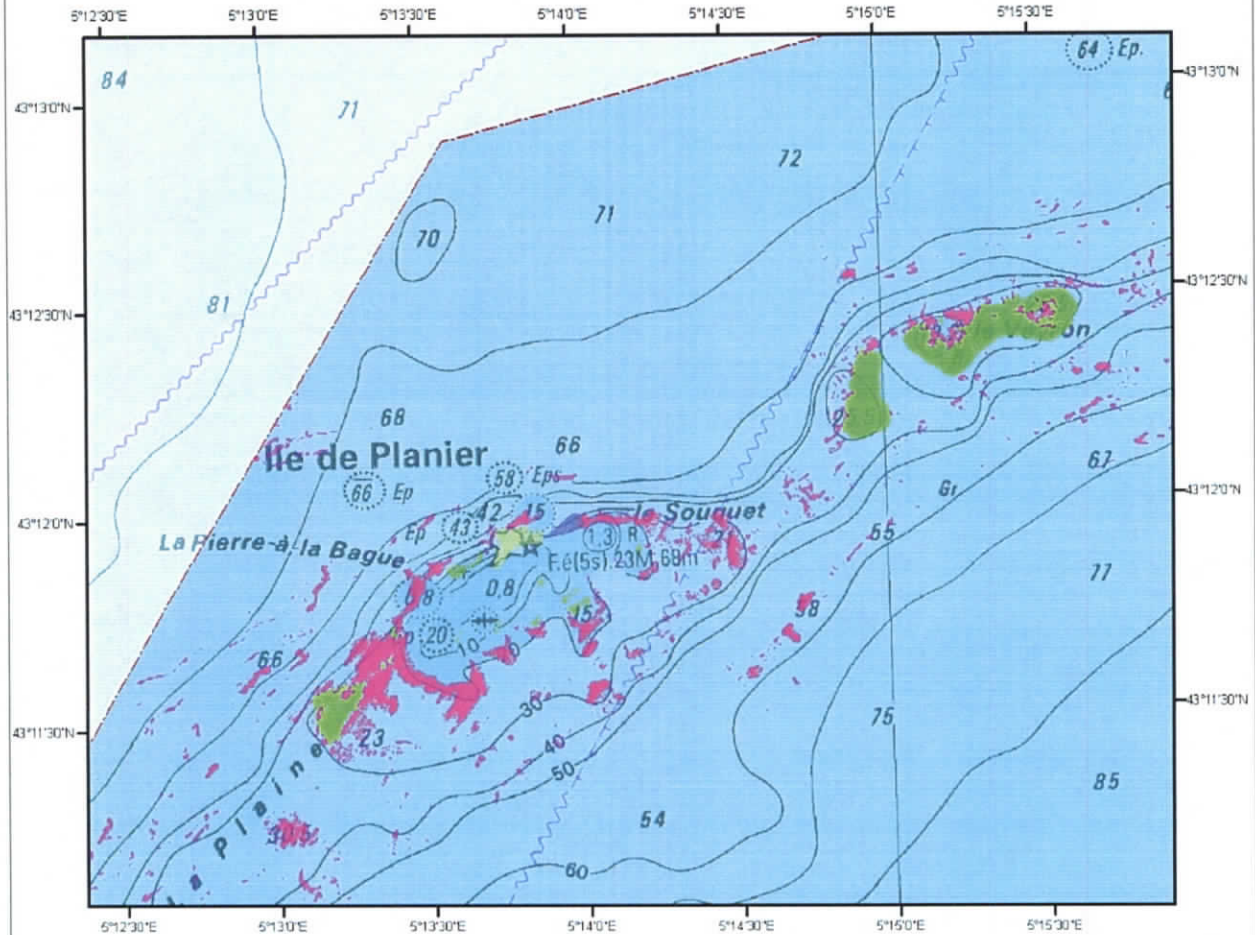 5°12'30"E 5°13'0"E 5°13'30"E 5°14'0"E 5°14'30"E 5°15'0"E 5°15'30"E
84
64 Ep.
43°13'0"N
43°13'0"N
71
72
71
70
81
43°12'30"N
43°12'30"N
68
66
Ile de Planier
58 Eps
66 Ep
67
Gr
43°12'0"N
43°12'0"N
42
15
le Souquet
43
Ep
1,3 R
55
La Pierre-à-la Bague
F.é(5s).23M.68m
77
0,8
58
15
20
10
66
30
75
43°11'30"N
43°11'30"N
23
40
50
85
54
La Plaine
60
5°12'30"E 5°13'0"E 5°13'30"E 5°14'0"E 5°14'30"E 5°15'0"E 5°15'30"E